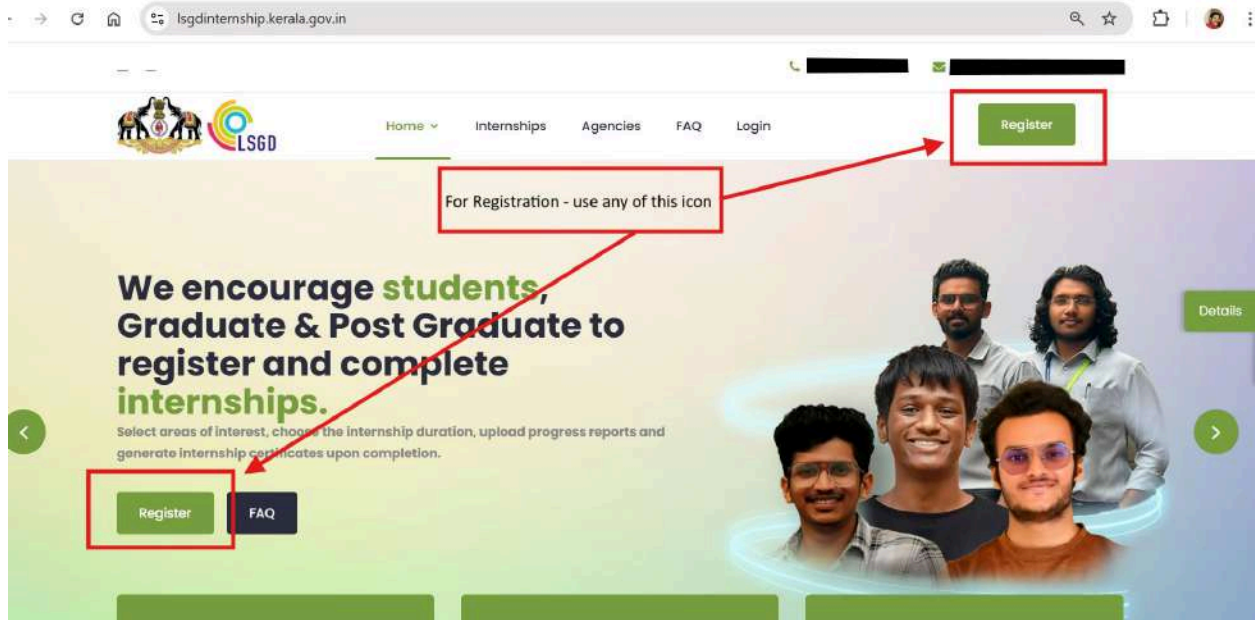 lsgdinternship.kerala.gov.in
LSGD
Home
Internships
Agencies
FAQ
Login
Register
For Registration - use any of this icon
We encourage students,
Graduate & Post Graduate to
register and complete
internships.
Select areas of interest, choose the internship duration, upload progress reports and
generate internship certificates upon completion.
Register
FAQ
Details